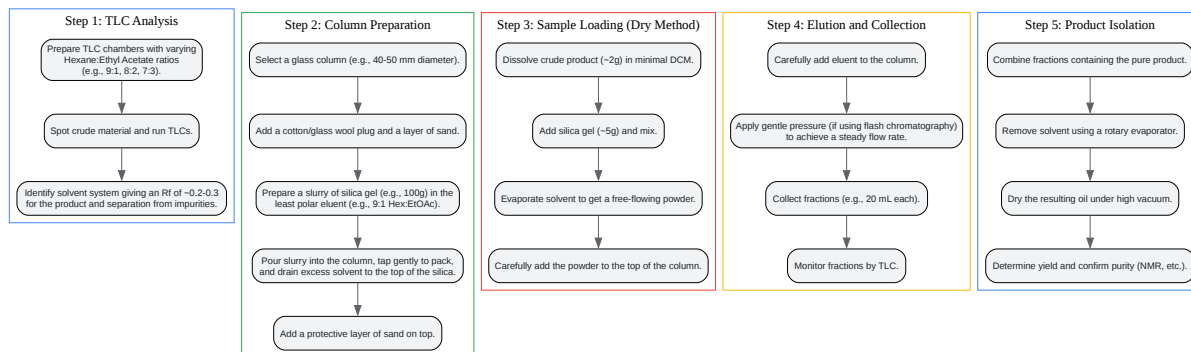 Step 1: TLC Analysis
Prepare TLC chambers with varying
Hexane:Ethyl Acetate ratios
(e.g., 9:1, 8:2, 7:3).
Spot crude material and run TLCs.
Identify solvent system giving an Rf of ~0.2-0.3
for the product and separation from impurities.
Step 2: Column Preparation
Select a glass column (e.g., 40-50 mm diameter).
Add a cotton/glass wool plug and a layer of sand.
Prepare a slurry of silica gel (e.g., 100g) in the
least polar eluent (e.g., 9:1 Hex:EtOAc).
Pour slurry into the column, tap gently to pack,
and drain excess solvent to the top of the silica.
Add a protective layer of sand on top.
Step 3: Sample Loading (Dry Method)
Dissolve crude product (~2g) in minimal DCM.
Add silica gel (~5g) and mix.
Evaporate solvent to get a free-flowing powder.
Carefully add the powder to the top of the column.
Step 4: Elution and Collection
Carefully add eluent to the column.
Apply gentle pressure (if using flash chromatography)
to achieve a steady flow rate.
Collect fractions (e.g., 20 mL each).
Monitor fractions by TLC.
Step 5: Product Isolation
Combine fractions containing the pure product.
Remove solvent using a rotary evaporator.
Dry the resulting oil under high vacuum.
Determine yield and confirm purity (NMR, etc.).